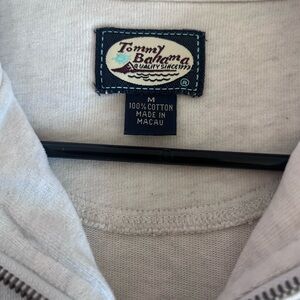 Tommy
Bahama
QUALITY SINCE 1993
®
M
100% COTTON
MADE IN
MACAU